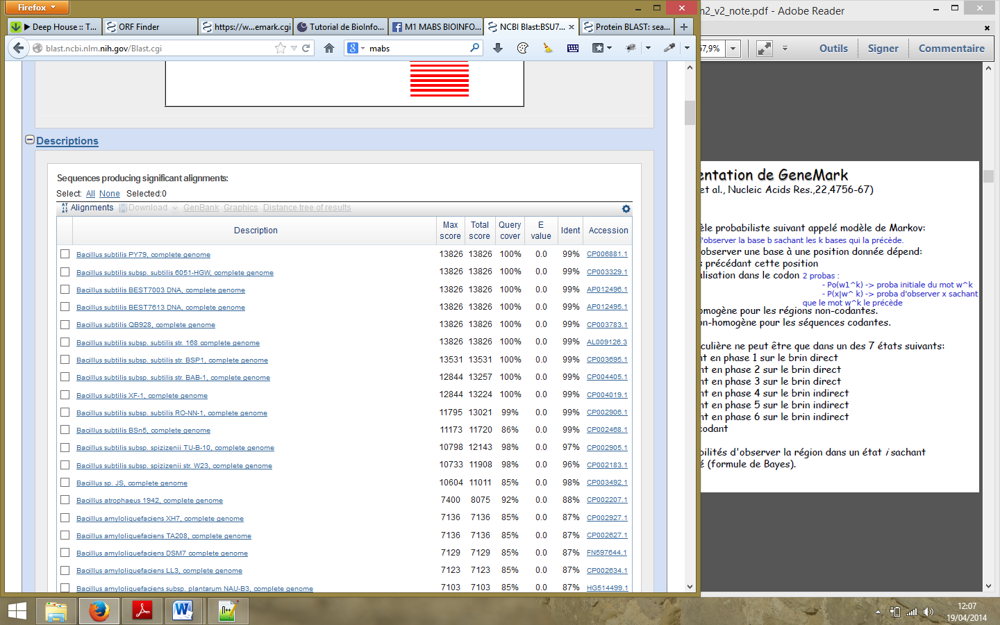 Firefox
n2_v2_note.pdf - Adobe Reader
▶ Deep House :: T...
ORF Finder
https://w...emark.cgi
Tutorial de BioInfo...
M1 MABS BIOINFO...
NCBI Blast:BSU7...
Protein BLAST: sea...
blast.ncbi.nlm.nih.gov/Blast.cgi
mabs
57,9%
Outils
Signer
Commentaire
Descriptions
Sequences producing significant alignments:
Select: All None Selected:0
Alignments Download GenBank Graphics Distance tree of results
Description Max score Total score Query cover E value Ident Accession
Bacillus subtilis PY79, complete genome 13826 13826 100% 0.0 99% CP006881.1
Bacillus subtilis subsp. subtilis 6051-HGW, complete genome 13826 13826 100% 0.0 99% CP003329.1
Bacillus subtilis BEST7003 DNA, complete genome 13826 13826 100% 0.0 99% AP012496.1
Bacillus subtilis BEST7613 DNA, complete genome 13826 13826 100% 0.0 99% AP012495.1
Bacillus subtilis QB928, complete genome 13826 13826 100% 0.0 99% CP003783.1
Bacillus subtilis subsp. subtilis str. 168 complete genome 13826 13826 100% 0.0 99% AL009126.3
Bacillus subtilis subsp. subtilis str. BSP1, complete genome 13531 13531 100% 0.0 99% CP003695.1
Bacillus subtilis subsp. subtilis str. BAB-1, complete genome 12844 13257 100% 0.0 99% CP004405.1
Bacillus subtilis XF-1, complete genome 12844 13224 100% 0.0 99% CP004019.1
Bacillus subtilis subsp. subtilis RO-NN-1, complete genome 11795 13021 99% 0.0 99% CP002906.1
Bacillus subtilis BSn5, complete genome 11173 11720 86% 0.0 99% CP002468.1
Bacillus subtilis subsp. spizizenii TU-B-10, complete genome 10798 12143 98% 0.0 97% CP002905.1
Bacillus subtilis subsp. spizizenii str. W23, complete genome 10733 11908 98% 0.0 96% CP002183.1
Bacillus sp. JS, complete genome 10604 11011 85% 0.0 98% CP003492.1
Bacillus atrophaeus 1942, complete genome 7400 8075 92% 0.0 88% CP002207.1
Bacillus amyloliquefaciens XH7, complete genome 7136 7136 85% 0.0 87% CP002927.1
Bacillus amyloliquefaciens TA208, complete genome 7136 7136 85% 0.0 87% CP002627.1
Bacillus amyloliquefaciens DSM7 complete genome 7129 7129 85% 0.0 87% FN597644.1
Bacillus amyloliquefaciens LL3, complete genome 7123 7123 85% 0.0 87% CP002634.1
Bacillus amyloliquefaciens subsp. plantarum NAU-B3, complete genome 7103 7103 85% 0.0 87% HG514499.1
entation de GeneMark
et al., Nucleic Acids Res.,22,4756-67)
èle probabiliste suivant appelé modèle de Markov:
'observer la base b sachant les k bases qui la précède.
observer une base à une position donnée dépend:
s précédant cette position
alisation dans le codon 2 probas :
- Po(w1^k) -> proba initiale du mot w^k
- P(x|w^ k) -> proba d'observer x sachant
que le mot w^k le précède
omogène pour les régions non-codantes.
on-homogène pour les séquences codantes.
culière ne peut être que dans un des 7 états suivants:
nt en phase 1 sur le brin direct
nt en phase 2 sur le brin direct
nt en phase 3 sur le brin direct
nt en phase 4 sur le brin indirect
nt en phase 5 sur le brin indirect
nt en phase 6 sur le brin indirect
codant
bilités d'observer la région dans un état i sachant
é (formule de Bayes).
12:07
19/04/2014